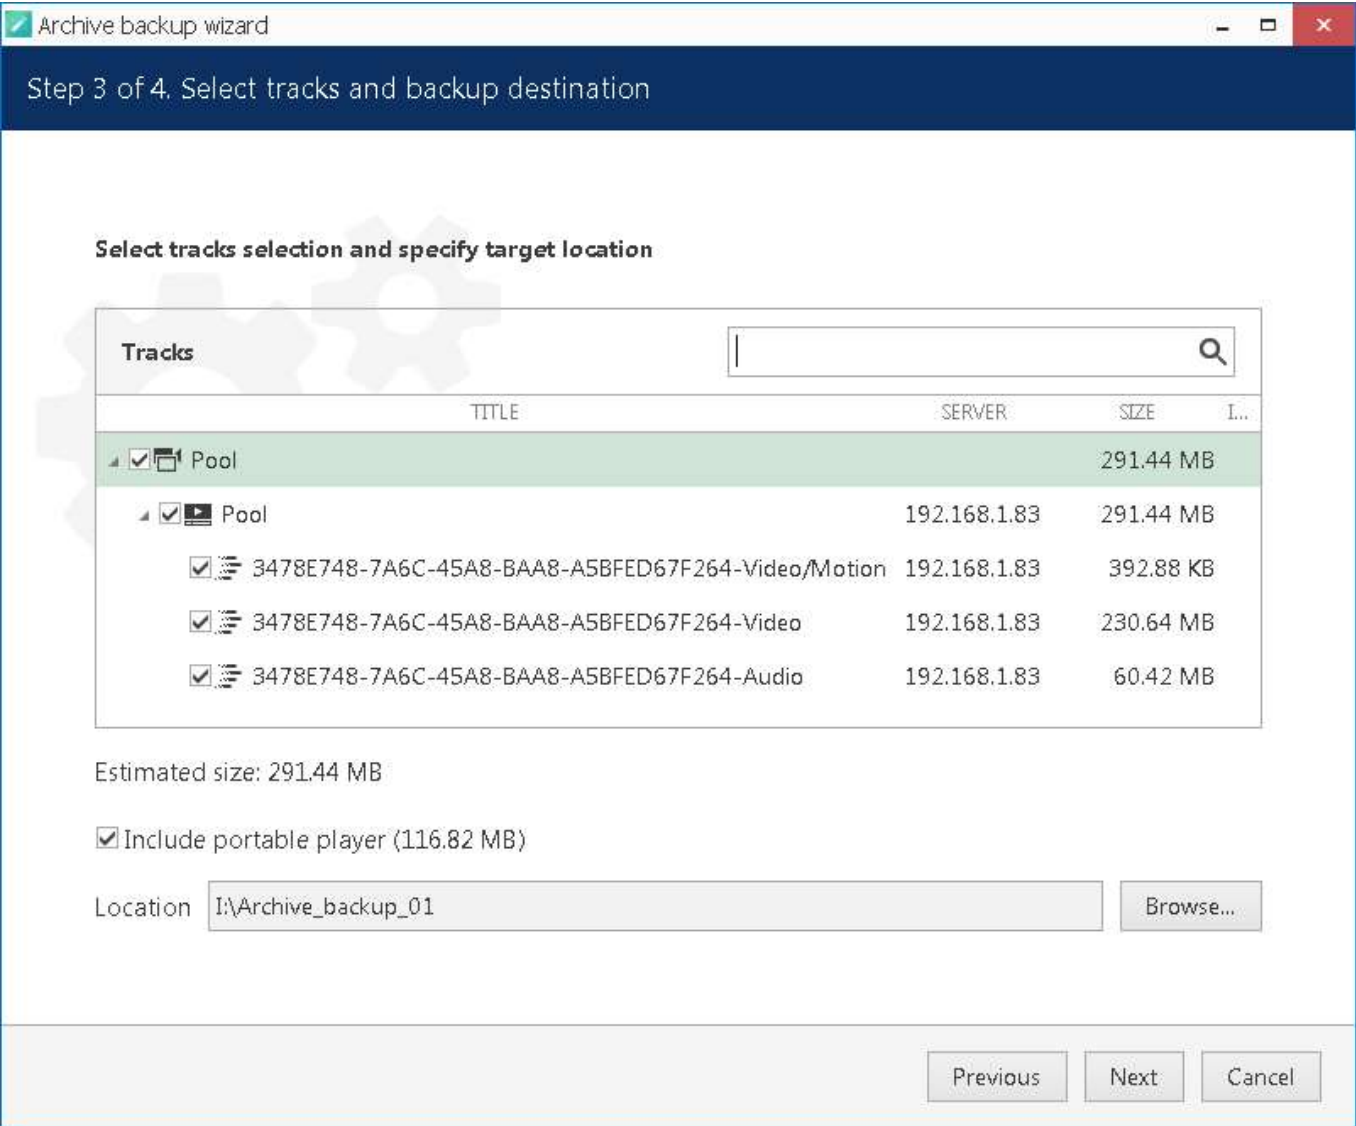 Archive backup wizard
Step 3 of 4. Select tracks and backup destination
Select tracks selection and specify target location
Tracks
TITLE SERVER SIZE I...
Pool 291.44 MB
Pool 192.168.1.83 291.44 MB
3478E748-7A6C-45A8-BAA8-A5BFED67F264-Video/Motion 192.168.1.83 392.88 KB
3478E748-7A6C-45A8-BAA8-A5BFED67F264-Video 192.168.1.83 230.64 MB
3478E748-7A6C-45A8-BAA8-A5BFED67F264-Audio 192.168.1.83 60.42 MB
Estimated size: 291.44 MB
Include portable player (116.82 MB)
Location I:\Archive_backup_01 Browse...
Previous Next Cancel